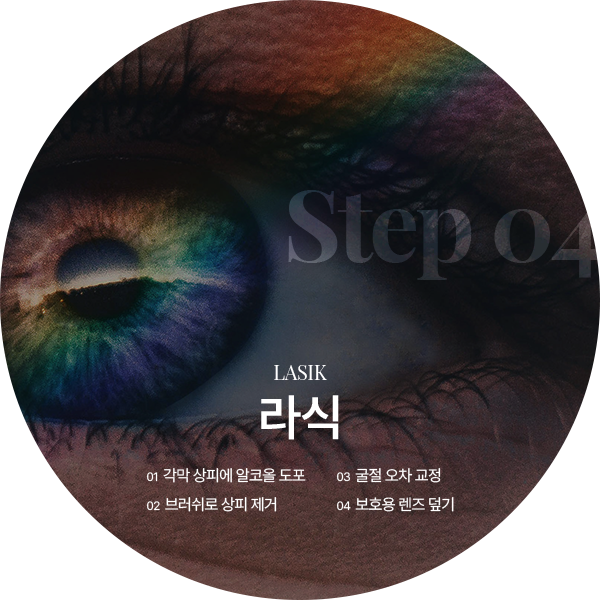 Step 04
LASIK
라식
01 각막 상피에 알코올 도포
02 브러쉬로 상피 제거
03 굴절 오차 교정
04 보호용 렌즈 덮기